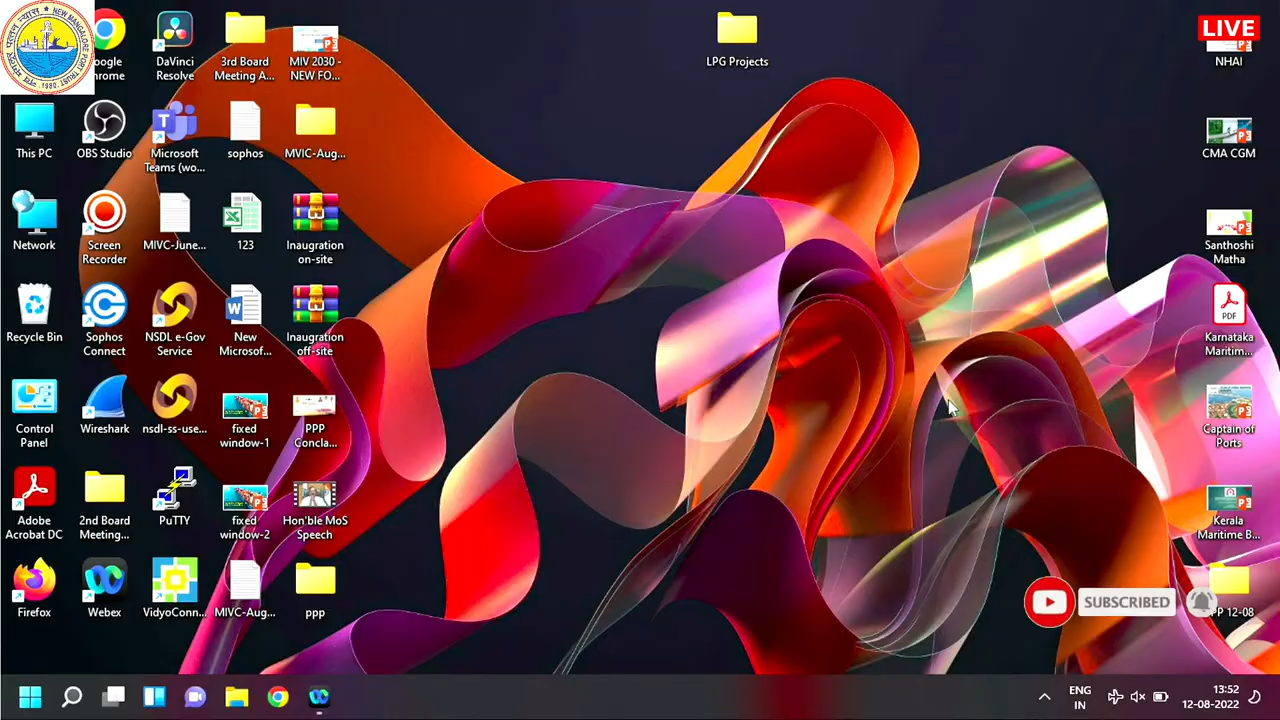 NEW MANGALORE PORT TRUST
1980
LIVE
DaVinci
Resolve
3rd Board
Meeting A...
MIV 2030 -
NEW FO...
LPG Projects
NHAI
This PC
OBS Studio
Microsoft
Teams (wo...
sophos
MVIC-Aug...
CMA CGM
Network
Screen
Recorder
MIVC-June...
123
Inaugration
on-site
Santhoshi
Matha
Recycle Bin
Sophos
Connect
NSDL e-Gov
Service
New
Microsof...
Inaugration
off-site
PDF
Karnataka
Maritim...
Control
Panel
Wireshark
nsdl-ss-use...
fixed
window-1
PPP
Concla...
Captain of
Ports
Adobe
Acrobat DC
2nd Board
Meeting...
PuTTY
fixed
window-2
Hon'ble MoS
Speech
Kerala
Maritime B...
Firefox
Webex
VidyoConn...
MIVC-Aug...
ppp
SUBSCRIBED
12-08
ENG
IN
13:52
12-08-2022